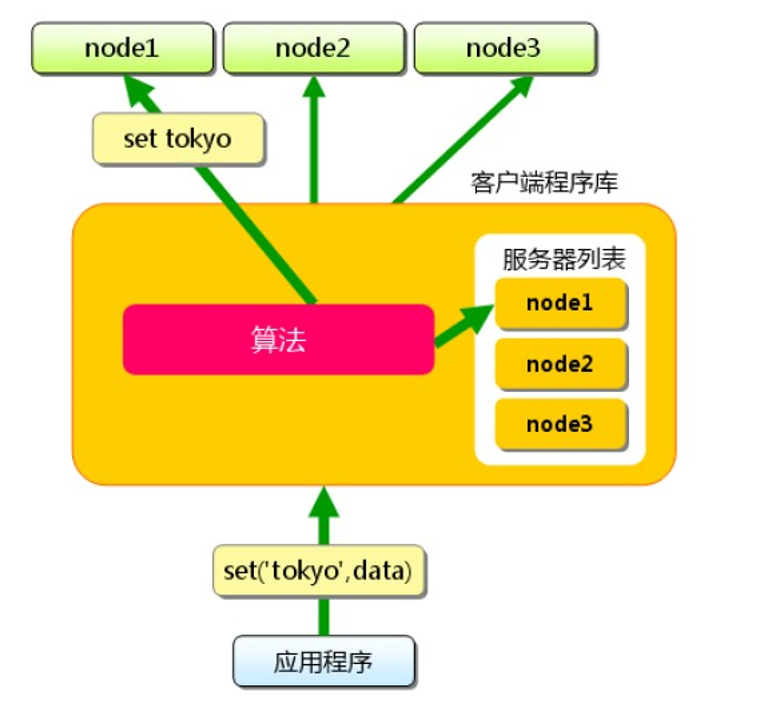 node1
node2
node3
set tokyo
客户端程序库
服务器列表
node1
算法
node2
node3
set('tokyo',data)
应用程序